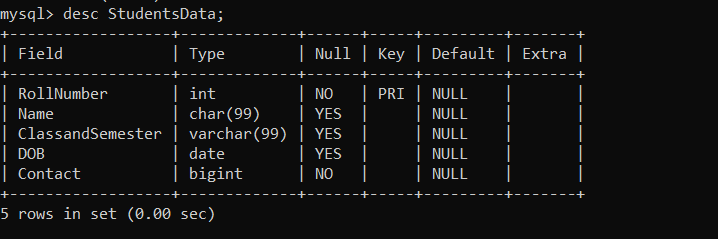 mysql> desc StudentsData;
+------------------+-------------+------+-----+---------+-------+
| Field            | Type        | Null | Key | Default | Extra |
+------------------+-------------+------+-----+---------+-------+
| RollNumber       | int         | NO   | PRI | NULL    |       |
| Name             | char(99)    | YES  |     | NULL    |       |
| ClassandSemester | varchar(99) | YES  |     | NULL    |       |
| DOB              | date        | YES  |     | NULL    |       |
| Contact          | bigint      | NO   |     | NULL    |       |
+------------------+-------------+------+-----+---------+-------+
5 rows in set (0.00 sec)